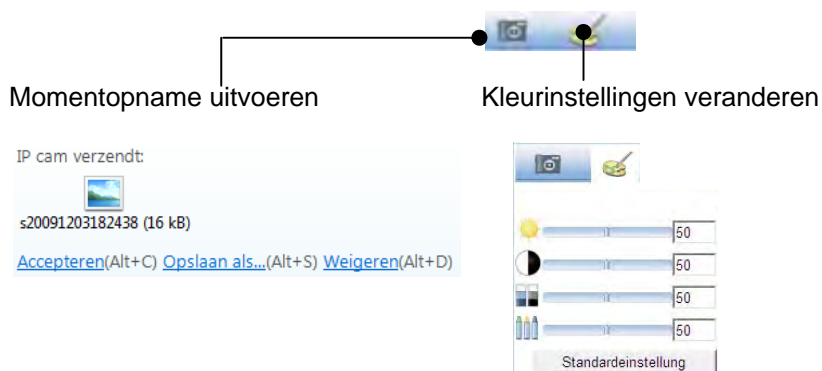 Momentopname uitvoeren
Kleurinstellingen veranderen
IP cam verzendt:
s20091203182438 (16 kB)
Accepteren(Alt+C) Opslaan als...(Alt+S) Weigeren(Alt+D)
50
50
50
50
Standardeinstellung